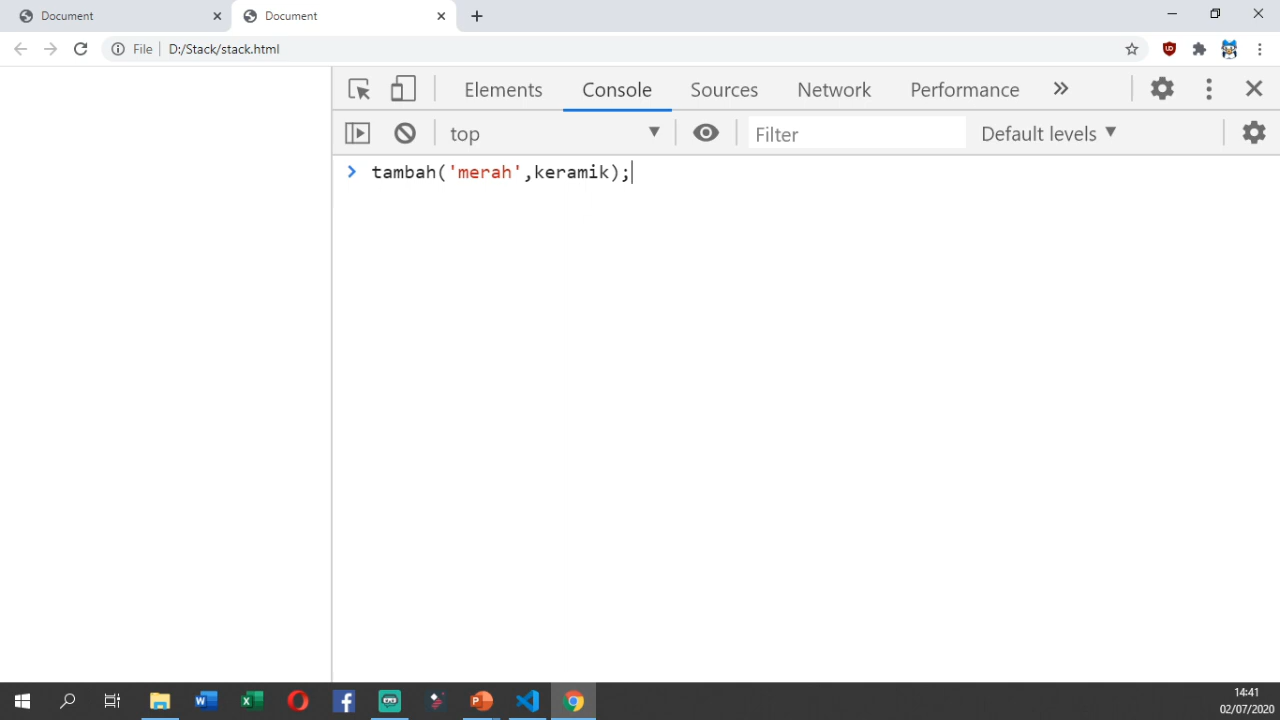 Document
Document
File
D:/Stack/stack.html
Elements Console Sources Network Performance
top
Filter
Default levels
tambah('merah',keramik);
14:41
02/07/2020